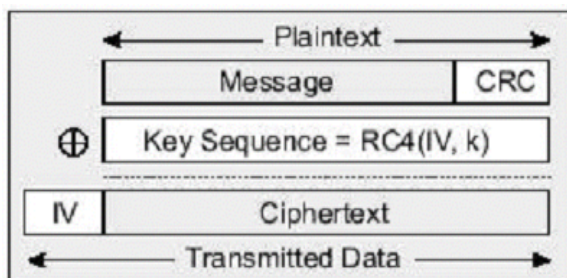 Plaintext
Message CRC
⊕ Key Sequence = RC4(IV, k)
IV Ciphertext
Transmitted Data